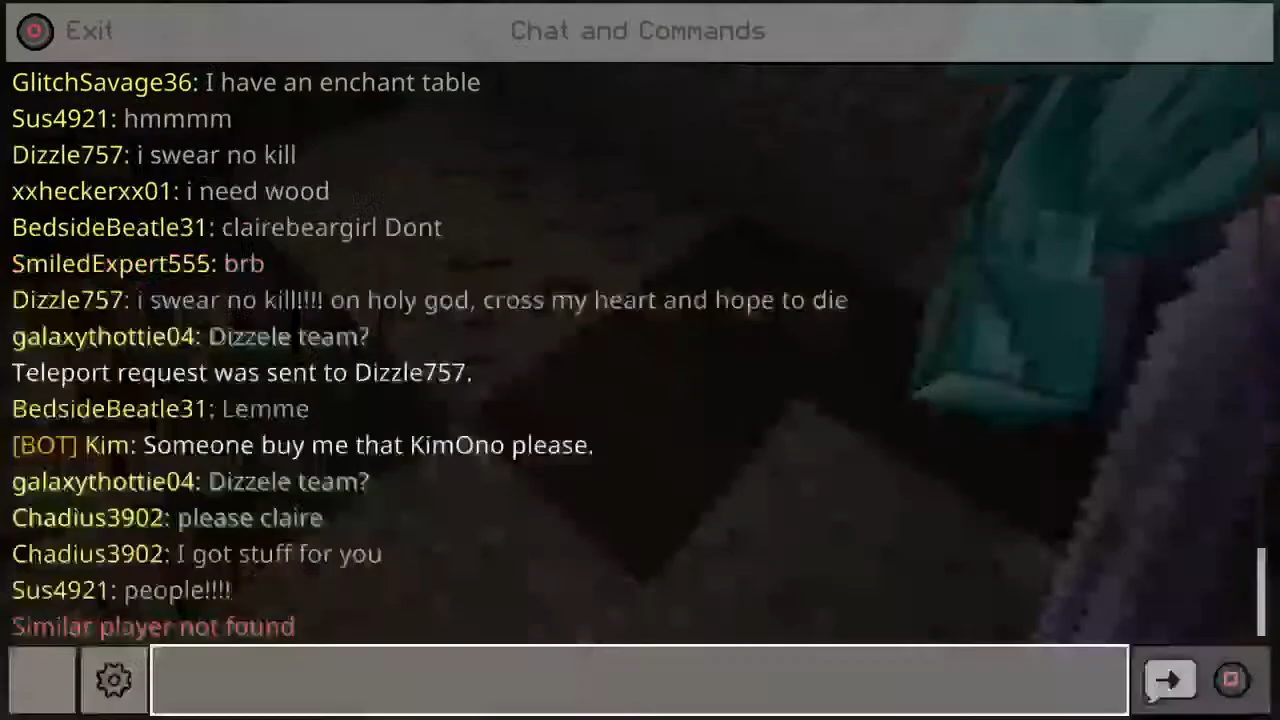 Exit
Chat and Commands
GlitchSavage36: I have an enchant table
Sus4921: hmmmm
Dizzle757: i swear no kill
xxheckerxx01: i need wood
BedsideBeatle31: clairebeargirl Dont
SmiledExpert555: brb
Dizzle757: i swear no kill!!!! on holy god, cross my heart and hope to die
galaxythottie04: Dizzele team?
Teleport request was sent to Dizzle757.
BedsideBeatle31: Lemme
[BOT] Kim: Someone buy me that KimOno please.
galaxythottie04: Dizzele team?
Chadius3902: please claire
Chadius3902: I got stuff for you
Sus4921: people!!!!
Similar player not found